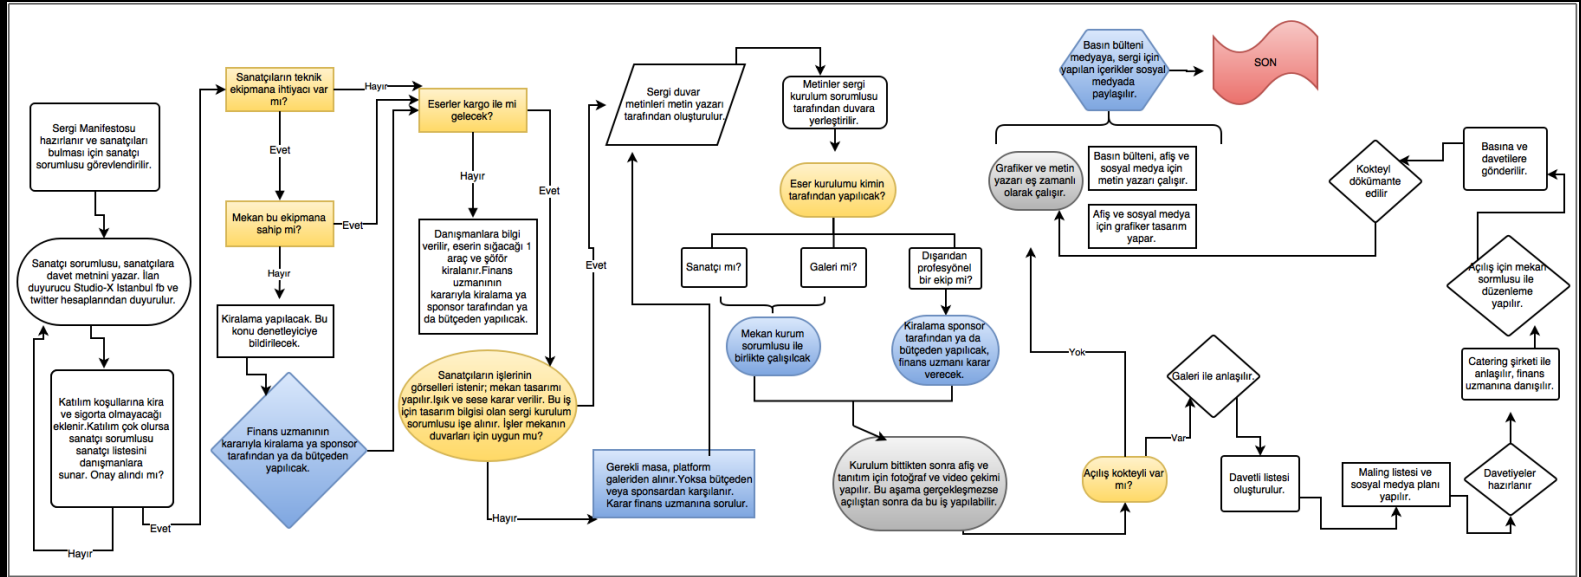 Sergi Manifestosu
hazırlanır ve sanatçıları
bulması için sanatçı
sorumlusu görevlendirilir.
Sanatçı sorumlusu, sanatçılara
davet metnini yazar. İlan
duyurucu Studio-X Istanbul fb ve
twitter hesaplarından duyurulur.
Katılım koşullarına kira
ve sigorta olmayacağı
eklenir.Katılım çok olursa
sanatçı sorumlusu
sanatçı listesini
danışmanlara
sunar. Onay alındı mı?
Hayır
Evet
Sanatçıların teknik
ekipmana ihtiyacı var
mı?
Hayır
Evet
Mekan bu ekipmana
sahip mi?
Evet
Hayır
Kiralama yapılacak. Bu
konu denetleyiciye
bildirilecek.
Finans uzmanının
kararıyla kiralama ya sponsor
tarafından ya da bütçeden
yapılıcak.
Eserler kargo ile mi
gelecek?
Hayır
Evet
Danışmanlara bilgi
verilir, eserin sığacağı 1
araç ve şöför
kiralanır.Finans
uzmanının
kararıyla kiralama ya
sponsor tarafından ya
da bütçeden yapılıcak.
Sanatçıların işlerinin
görselleri istenir; mekan tasarımı
yapılır.Işık ve sese karar verilir. Bu iş
için tasarım bilgisi olan sergi kurulum
sorumlusu işe alınır. İşler mekanın
duvarları için uygun mu?
Evet
Hayır
Gerekli masa, platform
galeriden alınır.Yoksa bütçeden
veya sponsardan karşılanır.
Karar finans uzmanına sorulur.
Sergi duvar
metinleri metin yazarı
tarafından oluşturulur.
Metinler sergi
kurulum sorumlusu
tarafından duvara
yerleştirilir.
Eser kurulumu kimin
tarafından yapılıcak?
Sanatçı mı?
Galeri mi?
Dışarıdan
profesyonel
bir ekip mi?
Mekan kurum
sorumlusu ile
birlikte çalışılcak
Kiralama sponsor
tarafından ya da
bütçeden yapılıcak,
finans uzmanı karar
verecek.
Kurulum bittikten sonra afiş ve
tanıtım için fotoğraf ve video çekimi
yapılır. Bu aşama gerçekleşmezse
açılıştan sonra da bu iş yapılabilir.
Açılış kokteyli var
mı?
Yok
Var
Galeri ile anlaşılır.
Davetli listesi
oluşturulur.
Maling listesi ve
sosyal medya planı
yapılır.
Davetiyeler
hazırlanır
Catering şirketi ile
anlaşılır, finans
uzmanına danışılır.
Açılış için mekan
sormlusu ile
düzenleme
yapılır.
Basına ve
davetilere
gönderilir.
Kokteyl
dökümante
edilir
Grafiker ve metin
yazarı eş zamanlı
olarak çalışır.
Basın bülteni, afiş ve
sosyal medya için
metin yazarı çalışır.
Afiş ve sosyal medya
için grafiker tasarım
yapar.
Basın bülteni
medyaya, sergi için
yapılan içerikler sosyal
medyada
paylaşılır.
SON